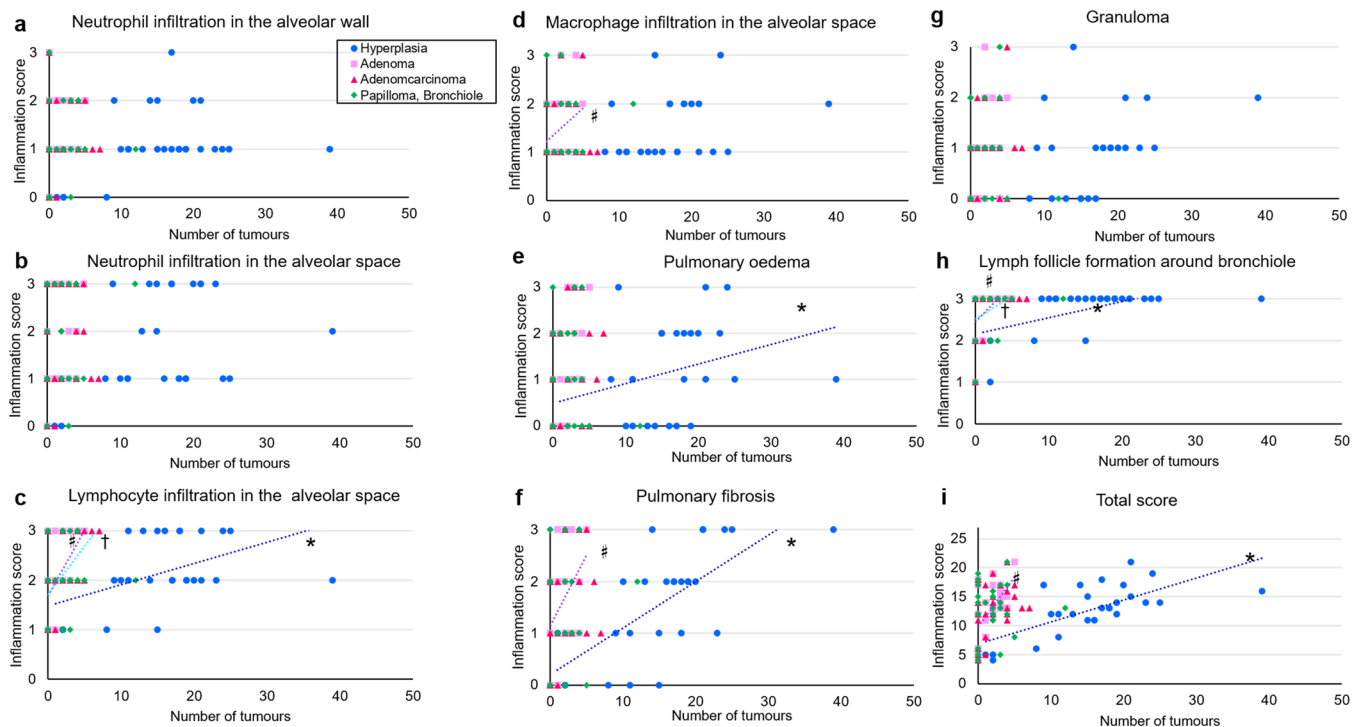 a
Neutrophil infiltration in the alveolar wall
Inflammation score
3
2
1
0
0 10 20 30 40 50
Number of tumours
Hyperplasia
Adenoma
Adenomcarcinoma
Papilloma, Bronchiole
b
Neutrophil infiltration in the alveolar space
Inflammation score
3
2
1
0
0 10 20 30 40 50
Number of tumours
c
Lymphocyte infiltration in the alveolar space
Inflammation score
3
2
1
0
♯ † *
0 10 20 30 40 50
Number of tumours
d
Macrophage infiltration in the alveolar space
Inflammation score
3
2
1
♯
0 10 20 30 40 50
Number of tumours
e
Pulmonary oedema
Inflammation score
3
2
1
0
*
0 10 20 30 40 50
Number of tumours
f
Pulmonary fibrosis
Inflammation score
3
2
1
0
♯ *
0 10 20 30 40 50
Number of tumours
g
Granuloma
Inflammation score
3
2
1
0
0 10 20 30 40 50
Number of tumours
h
Lymph follicle formation around bronchiole
Inflammation score
♯
3
† *
2
1
0
0 10 20 30 40 50
Number of tumours
i
Total score
Inflammation score
25
20
15
10
5
0
♯ *
0 10 20 30 40 50
Number of tumours